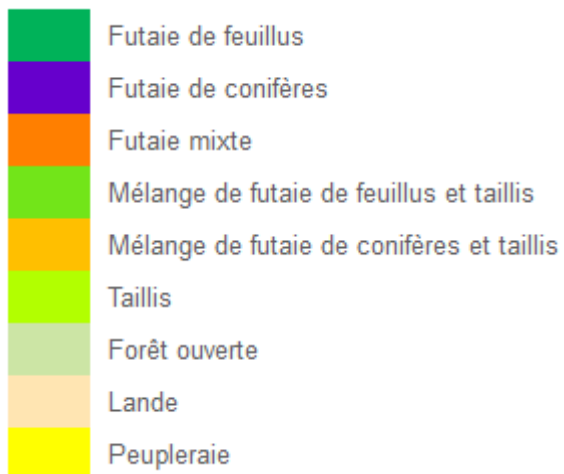 Futaie de feuillus
Futaie de conifères
Futaie mixte
Mélange de futaie de feuillus et taillis
Mélange de futaie de conifères et taillis
Taillis
Forêt ouverte
Lande
Peupleraie